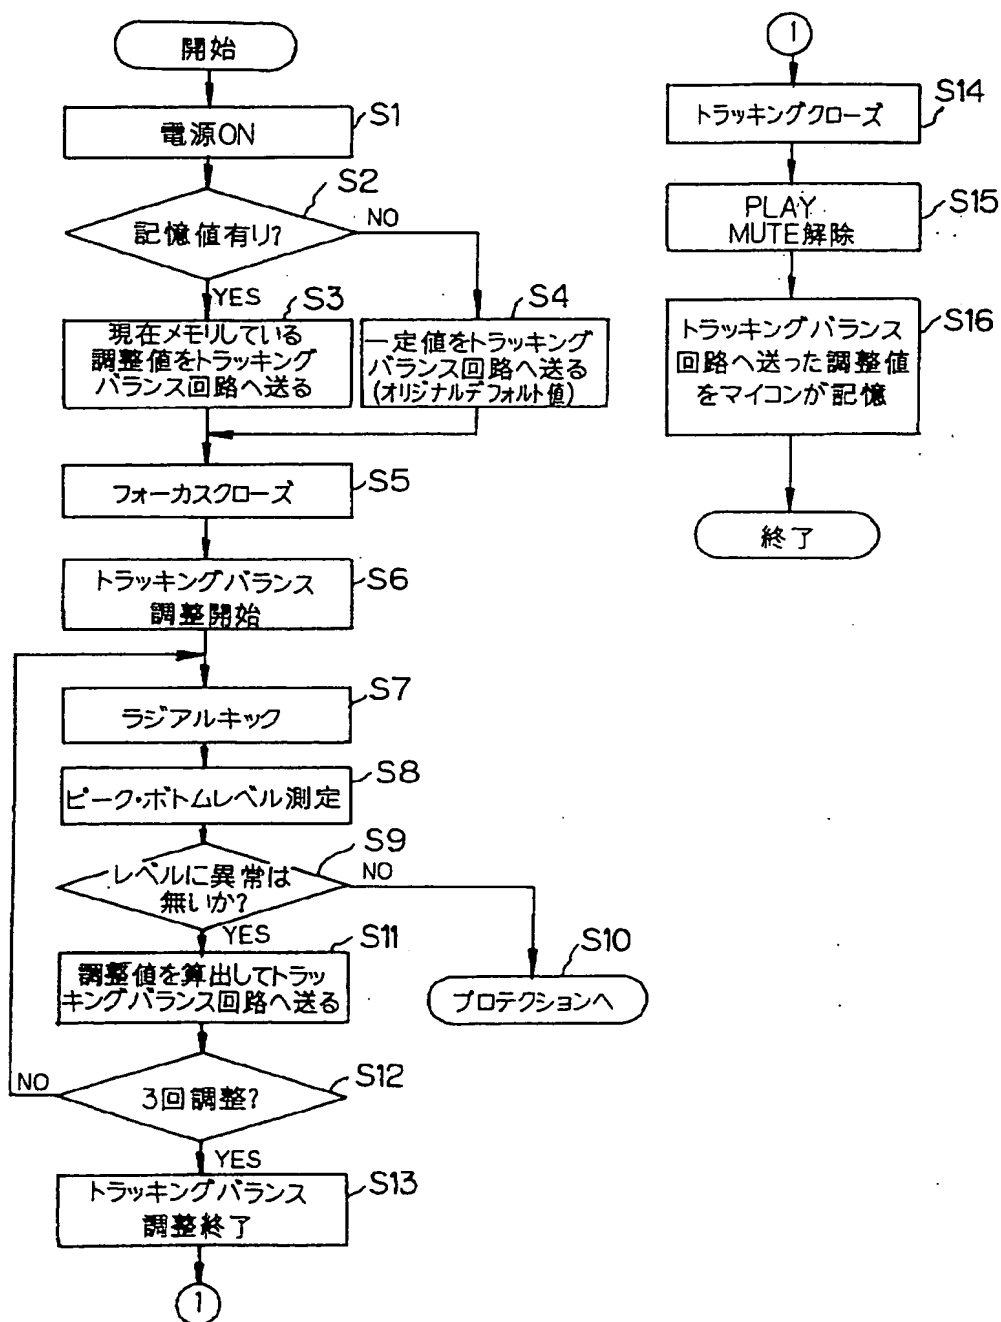 開始
電源ON
S1
記憶値有り?
S2
NO
YES
現在メモリしている
調整値をトラッキング
バランス回路へ送る
S3
一定値をトラッキング
バランス回路へ送る
(オリジナルデフォルト値)
S4
フォーカスクローズ
S5
トラッキングバランス
調整開始
S6
ラジアルキック
S7
ピーク・ボトムレベル測定
S8
レベルに異常は
無いか?
S9
NO
YES
プロテクションへ
S10
調整値を算出してトラッ
キングバランス回路へ送る
S11
3回調整?
S12
NO
YES
トラッキングバランス
調整終了
S13
1
1
トラッキングクローズ
S14
PLAY
MUTE解除
S15
トラッキングバランス
回路へ送った調整値
をマイコンが記憶
S16
終了